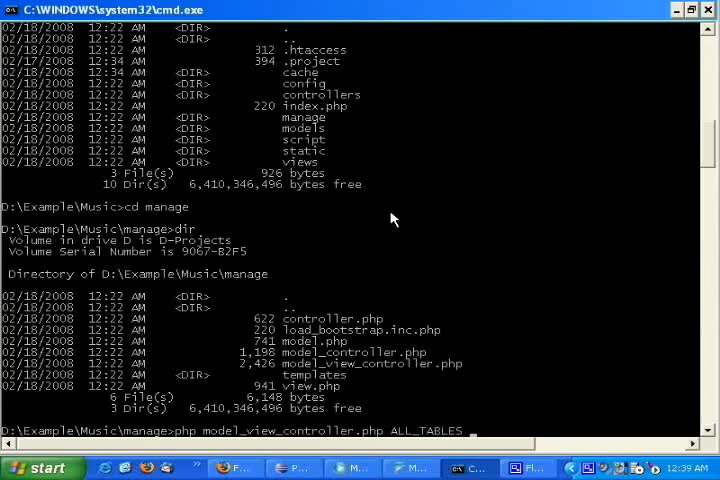 C:\WINDOWS\system32\cmd.exe
02/18/2008 12:22 AM <DIR> .
02/18/2008 12:22 AM <DIR> ..
02/18/2008 12:22 AM 312 .htaccess
02/17/2008 12:34 AM 394 .project
02/18/2008 12:34 AM <DIR> cache
02/18/2008 12:22 AM <DIR> config
02/18/2008 12:22 AM <DIR> controllers
02/18/2008 12:22 AM 220 index.php
02/18/2008 12:22 AM <DIR> manage
02/18/2008 12:22 AM <DIR> models
02/18/2008 12:22 AM <DIR> script
02/18/2008 12:22 AM <DIR> static
02/18/2008 12:22 AM <DIR> views
3 File(s) 926 bytes
10 Dir(s) 6,410,346,496 bytes free
D:\Example\Music>cd manage
D:\Example\Music\manage>dir
Volume in drive D is D-Projects
Volume Serial Number is 9067-B2F5
Directory of D:\Example\Music\manage
02/18/2008 12:22 AM <DIR> .
02/18/2008 12:22 AM <DIR> ..
02/18/2008 12:22 AM 622 controller.php
02/18/2008 12:22 AM 220 load_bootstrap.inc.php
02/18/2008 12:22 AM 741 model.php
02/18/2008 12:22 AM 1,198 model_controller.php
02/18/2008 12:22 AM 2,426 model_view_controller.php
02/18/2008 12:22 AM <DIR> templates
02/18/2008 12:22 AM 941 view.php
6 File(s) 6,148 bytes
3 Dir(s) 6,410,346,496 bytes free
D:\Example\Music\manage>php model_view_controller.php ALL_TABLES _
start » F... P... M... M... C... Fl... 12:39 AM